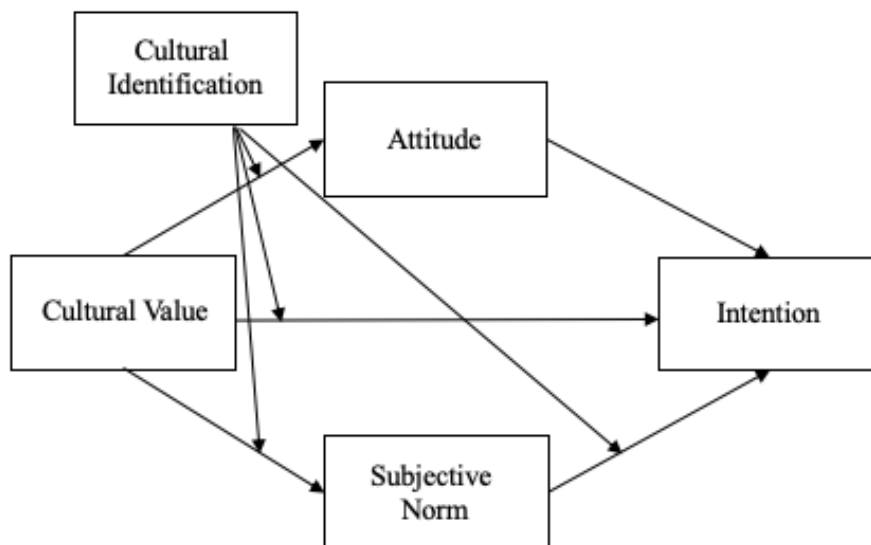 Cultural
Identification
Attitude
Cultural Value
Intention
Subjective
Norm